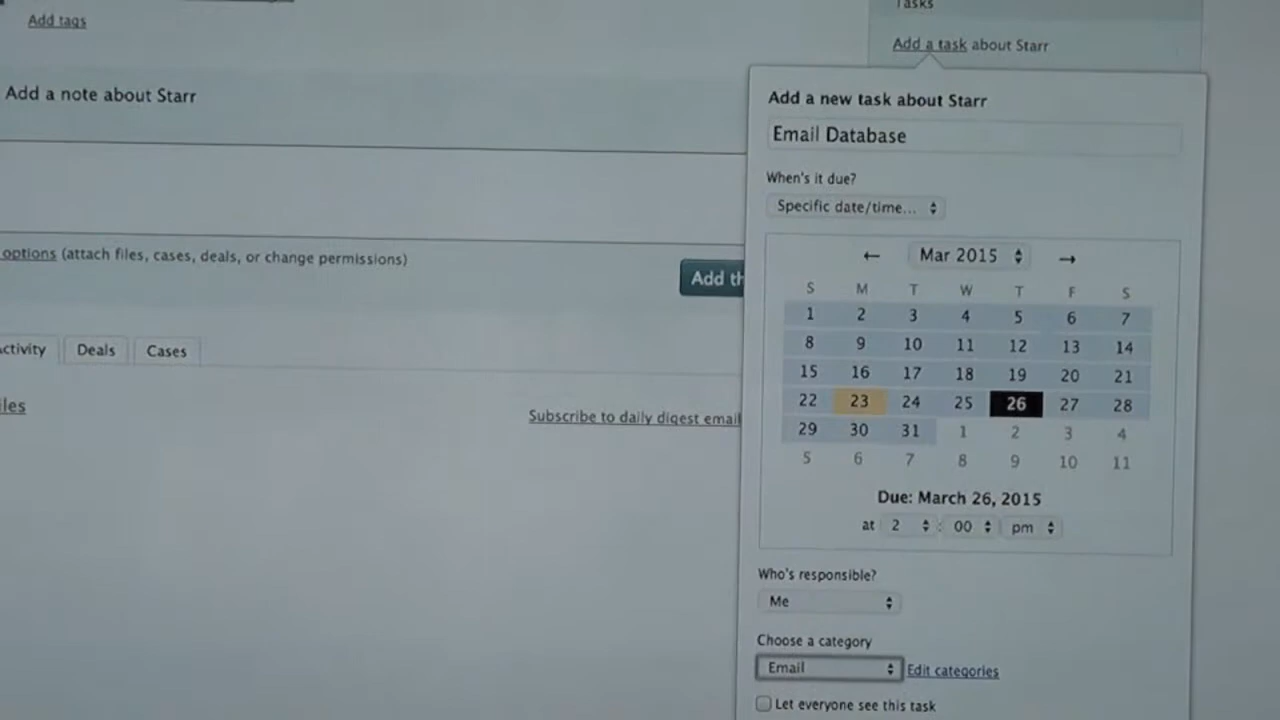 Tasks
Add tags
Add a task about Starr
Add a note about Starr
Add a new task about Starr
Email Database
When's it due?
Specific date/time...
options (attach files, cases, deals, or change permissions)
Add th
← Mar 2015 →
S M T W T F S
1 2 3 4 5 6 7
8 9 10 11 12 13 14
15 16 17 18 19 20 21
22 23 24 25 26 27 28
29 30 31 1 2 3 4
5 6 7 8 9 10 11
ctivity Deals Cases
iles
Subscribe to daily digest email
Due: March 26, 2015
at 2 : 00 pm
Who's responsible?
Me
Choose a category
Email Edit categories
Let everyone see this task